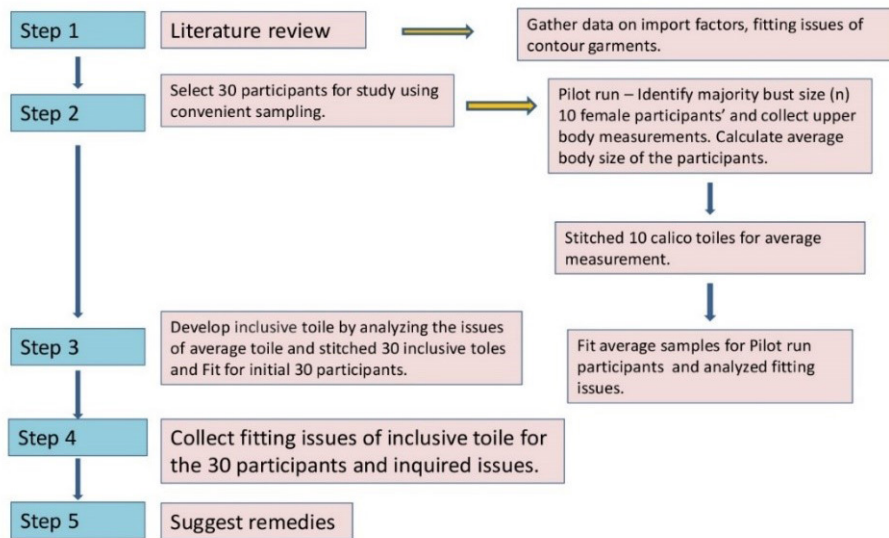 Step 1
Literature review
Gather data on import factors, fitting issues of
contour garments.
Step 2
Select 30 participants for study using
convenient sampling.
Pilot run – Identify majority bust size (n)
10 female participants’ and collect upper
body measurements. Calculate average
body size of the participants.
Stitched 10 calico toiles for average
measurement.
Fit average samples for Pilot run
participants and analyzed fitting
issues.
Step 3
Develop inclusive toile by analyzing the issues
of average toile and stitched 30 inclusive toles
and Fit for initial 30 participants.
Step 4
Collect fitting issues of inclusive toile for
the 30 participants and inquired issues.
Step 5
Suggest remedies